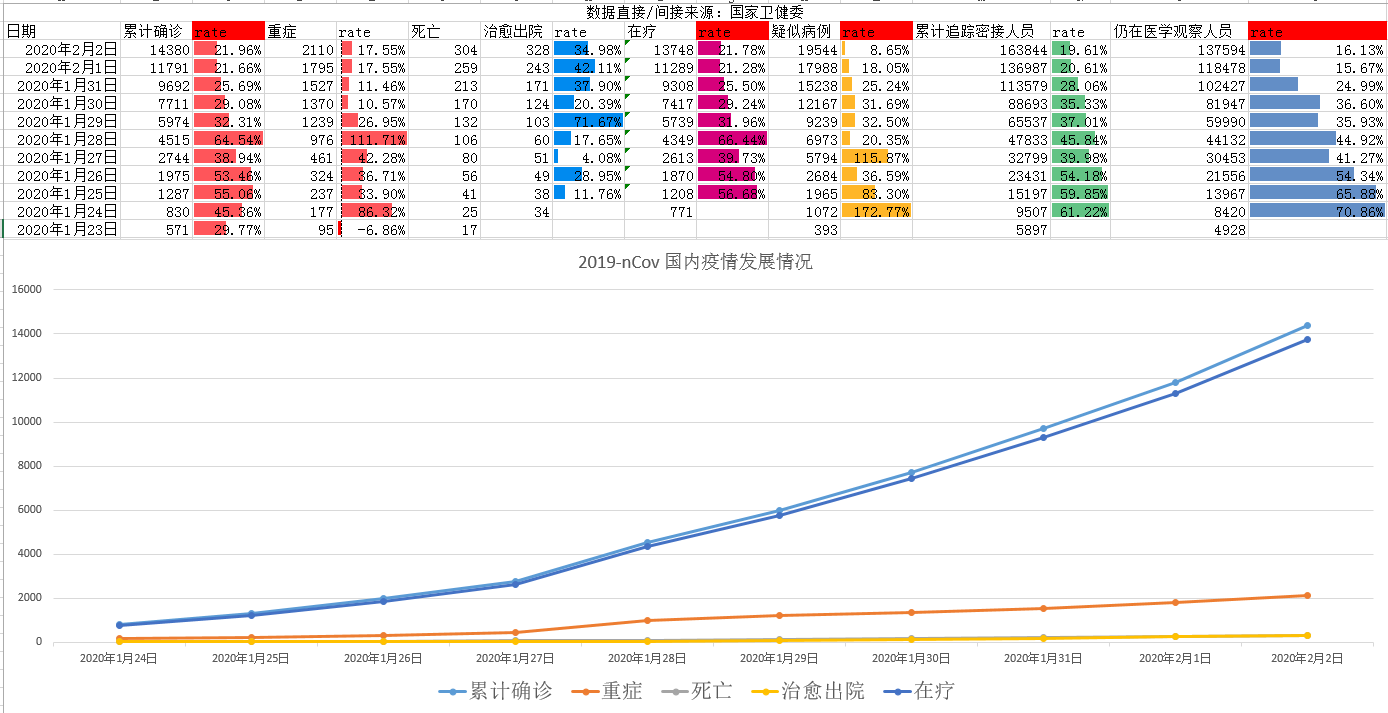 数据直接/间接来源：国家卫健委
日期 累计确诊 rate 重症 rate 死亡 治愈出院 rate 在疗 rate 疑似病例 rate 累计追踪密接人员 rate 仍在医学观察人员 rate
2020年2月2日 14380 21.96% 2110 17.55% 304 328 34.98% 13748 21.78% 19544 8.65% 163844 19.61% 137594 16.13%
2020年2月1日 11791 21.66% 1795 17.55% 259 243 42.11% 11289 21.28% 17988 18.05% 136987 20.61% 118478 15.67%
2020年1月31日 9692 25.69% 1527 11.46% 213 171 37.90% 9308 25.50% 15238 25.24% 113579 28.06% 102427 24.99%
2020年1月30日 7711 29.08% 1370 10.57% 170 124 20.39% 7417 29.24% 12167 31.69% 88693 35.33% 81947 36.60%
2020年1月29日 5974 32.31% 1239 26.95% 132 103 71.67% 5739 31.96% 9239 32.50% 65537 37.01% 59990 35.93%
2020年1月28日 4515 64.54% 976 111.71% 106 60 17.65% 4349 66.44% 6973 20.35% 47833 45.84% 44132 44.92%
2020年1月27日 2744 38.94% 461 42.28% 80 51 4.08% 2613 39.73% 5794 115.87% 32799 39.98% 30453 41.27%
2020年1月26日 1975 53.46% 324 36.71% 56 49 28.95% 1870 54.80% 2684 36.59% 23431 54.18% 21556 54.34%
2020年1月25日 1287 55.06% 237 33.90% 41 38 11.76% 1208 56.68% 1965 83.30% 15197 59.85% 13967 65.88%
2020年1月24日 830 45.36% 177 86.32% 25 34 771 1072 172.77% 9507 61.22% 8420 70.86%
2020年1月23日 571 29.77% 95 -6.86% 17 393 5897 4928
2019-nCov 国内疫情发展情况
16000
14000
12000
10000
8000
6000
4000
2000
0
2020年1月24日 2020年1月25日 2020年1月26日 2020年1月27日 2020年1月28日 2020年1月29日 2020年1月30日 2020年1月31日 2020年2月1日 2020年2月2日
累计确诊 重症 死亡 治愈出院 在疗